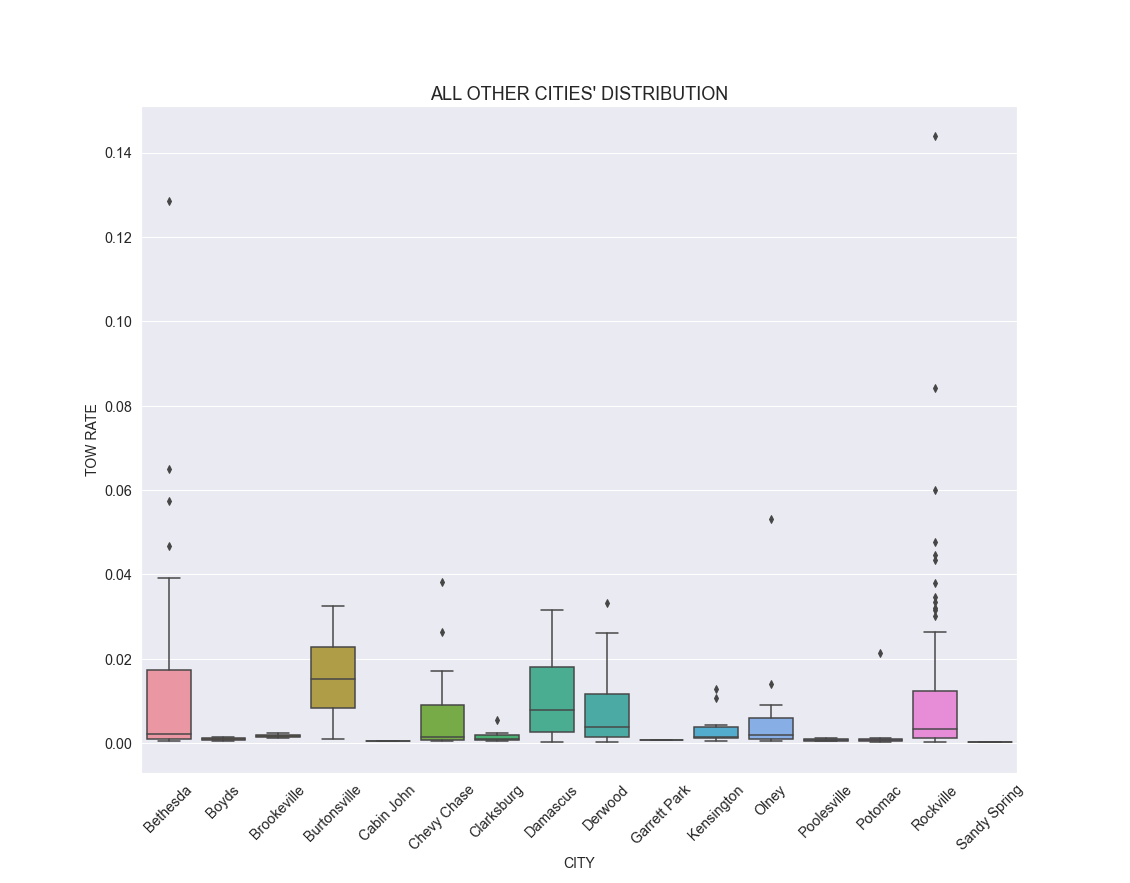 ALL OTHER CITIES' DISTRIBUTION
0.14
0.12
0.10
0.08
0.06
0.04
0.02
0.00
TOW RATE
Bethesda
Boyds
Brookeville
Burtonsville
Cabin John
Chevy Chase
Clarksburg
Damascus
Derwood
Garrett Park
Kensington
Olney
Poolesville
Potomac
Rockville
Sandy Spring
CITY